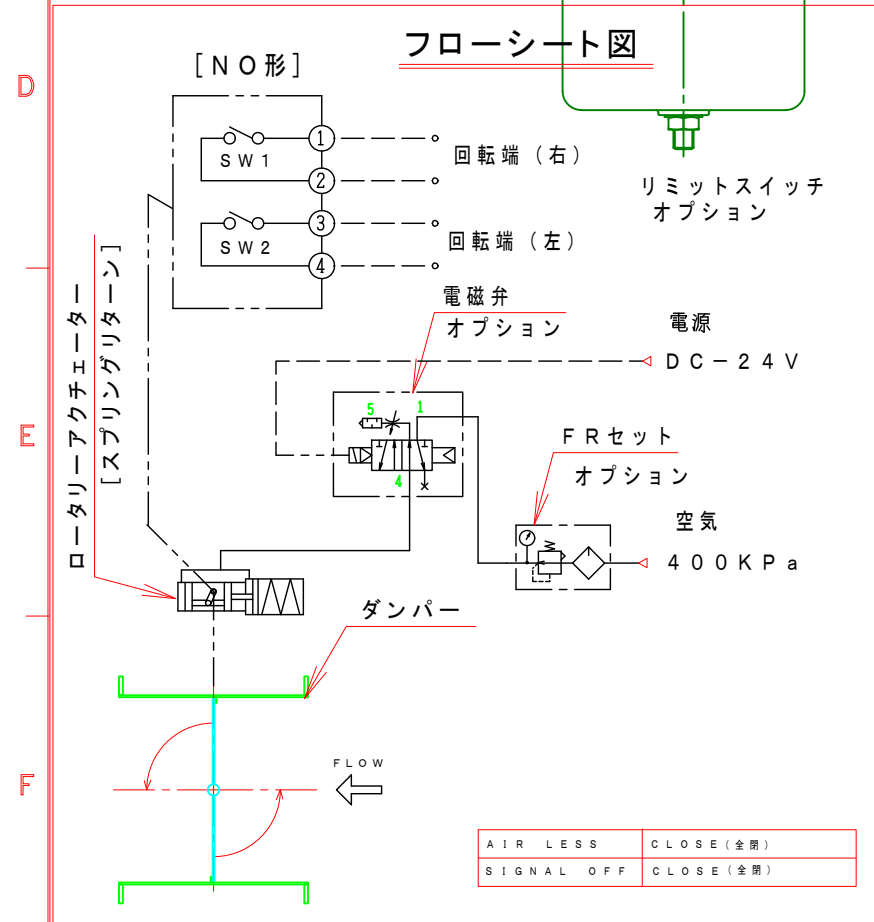 フローシート図
D
[NO形]
1
SW1
2
回転端(右)
3
SW2
4
回転端(左)
リミットスイッチ
オプション
ロータリーアクチェーター
[スプリングリターン]
電磁弁
オプション
電源
DC-24V
5
1
4
E
FRセット
オプション
空気
400KPa
ダンパー
FLOW
F
AIR LESS CLOSE(全閉)
SIGNAL OFF CLOSE(全閉)